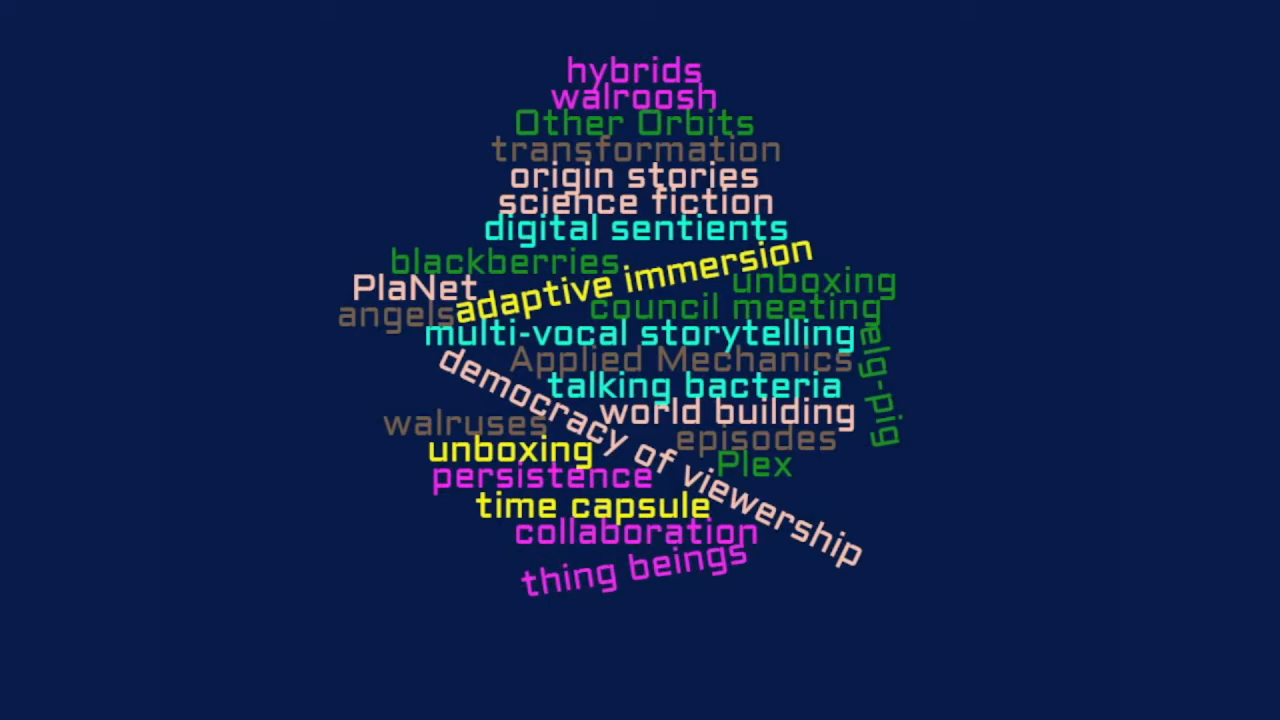 hybrids
walroosh
Other Orbits
transformation
origin stories
science fiction
digital sentients
blackberries
adaptive immersion
unboxing
PlaNet
council meeting
angels
multi-vocal storytelling
elg-pig
Applied Mechanics
democracy of viewership
talking bacteria
world building
walruses
episodes
unboxing
Plex
persistence
time capsule
collaboration
thing beings